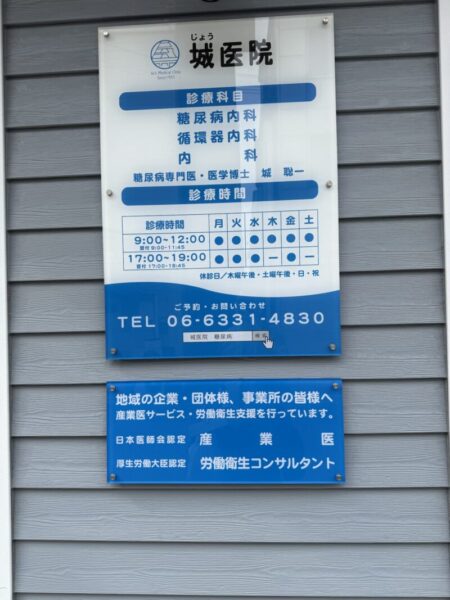 じょう
城医院
Jo's Medical Clinic
診療科目
糖尿病内科
循環器内科
内 科
糖尿病専門医・医学博士 城 聡一
診療時間
診療時間 月 火 水 木 金 土
9:00~12:00 ● ● ● ● ● ●
受付 9:00-11:45
17:00~19:00 ● ● ● ー ● ー
受付 17:00-18:45
休診日/木曜午後・土曜午後・日・祝
ご予約・お問い合わせ
TEL 06-6331-4830
城医院 糖尿病 検索
地域の企業・団体様、事業所の皆様へ
産業医サービス・労働衛生支援を行っています。
日本医師会認定 産業医
厚生労働大臣認定 労働衛生コンサルタント